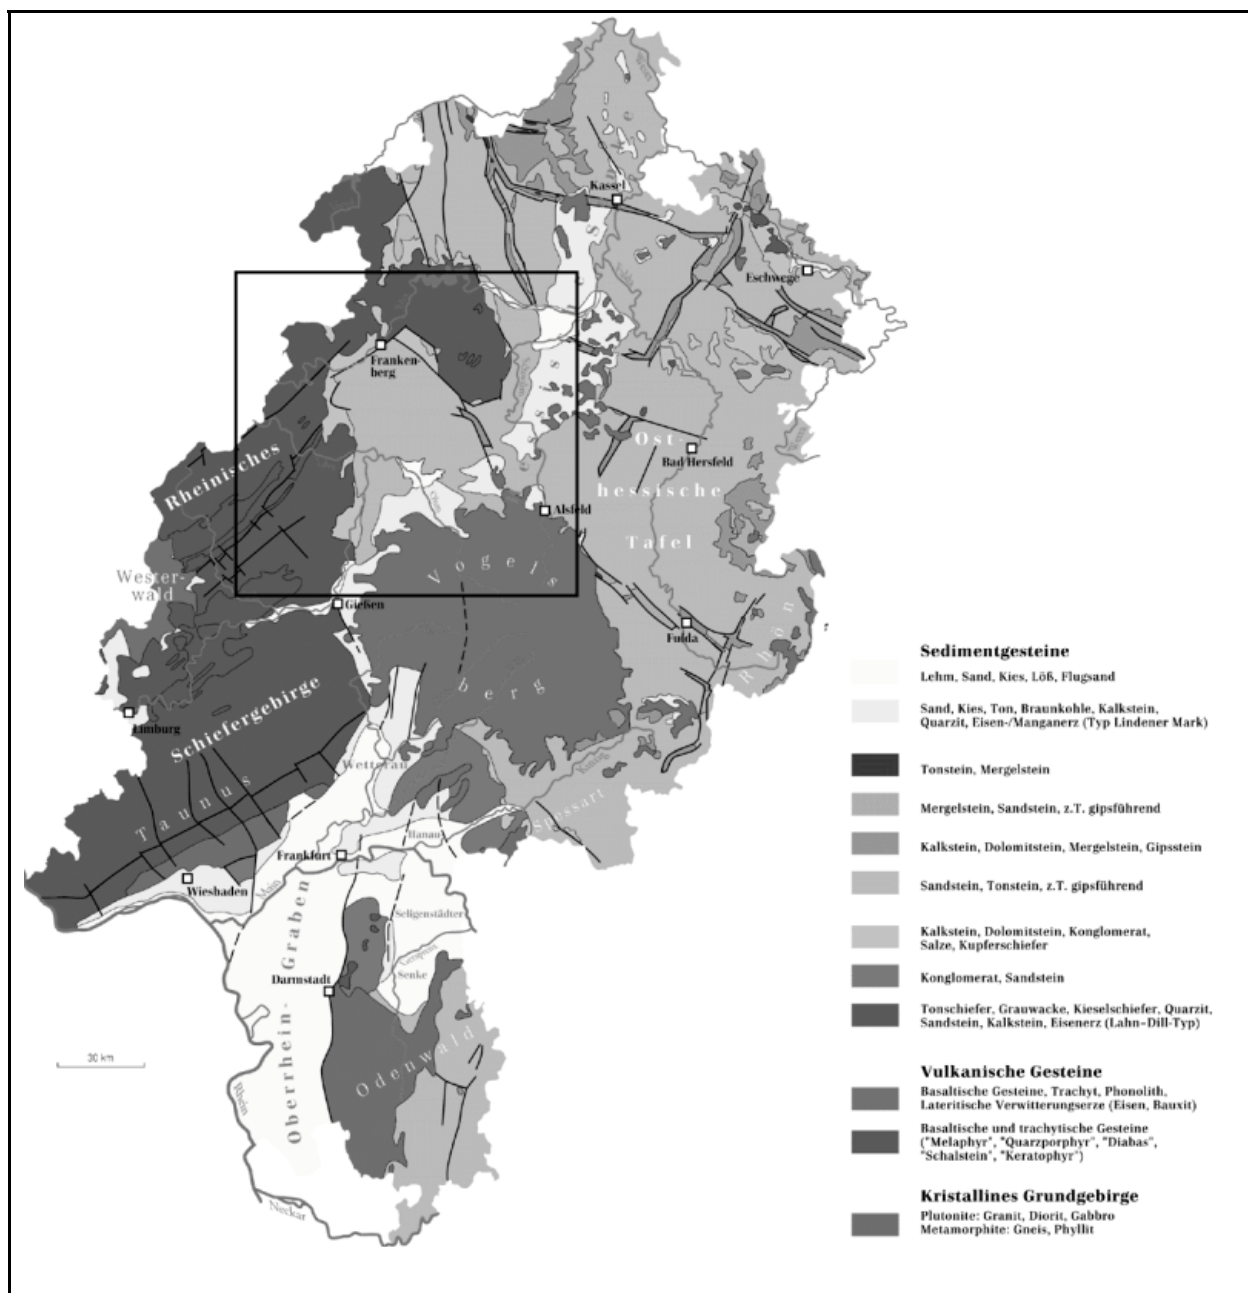 Kassel
Eschwege
Franken-
berg
Ost-
Bad Hersfeld
hessische
Tafel
Rheinisches
Alsfeld
Vogels
berg
Wester-
wald
Gießen
Fulda
Rhön
Limburg
Schiefergebirge
Taunus
Wetterau
Kinzig
Spessart
Hanau
Frankfurt
Wiesbaden
Main
Seligenstädter
Senke
Gersprenz
Oberrhein-
Graben
Darmstadt
Odenwald
Rhein
Neckar
30 km
Sedimentgesteine
Lehm, Sand, Kies, Löß, Flugsand
Sand, Kies, Ton, Braunkohle, Kalkstein,
Quarzit, Eisen-/Manganerz (Typ Lindener Mark)
Tonstein, Mergelstein
Mergelstein, Sandstein, z.T. gipsführend
Kalkstein, Dolomitstein, Mergelstein, Gipsstein
Sandstein, Tonstein, z.T. gipsführend
Kalkstein, Dolomitstein, Konglomerat,
Salze, Kupferschiefer
Konglomerat, Sandstein
Tonschiefer, Grauwacke, Kieselschiefer, Quarzit,
Sandstein, Kalkstein, Eisenerz (Lahn-Dill-Typ)
Vulkanische Gesteine
Basaltische Gesteine, Trachyt, Phonolith,
Lateritische Verwitterungserze (Eisen, Bauxit)
Basaltische und trachytische Gesteine
("Melaphyr", "Quarzporphyr", "Diabas",
"Schalstein", "Keratophyr")
Kristallines Grundgebirge
Plutonite: Granit, Diorit, Gabbro
Metamorphite: Gneis, Phyllit